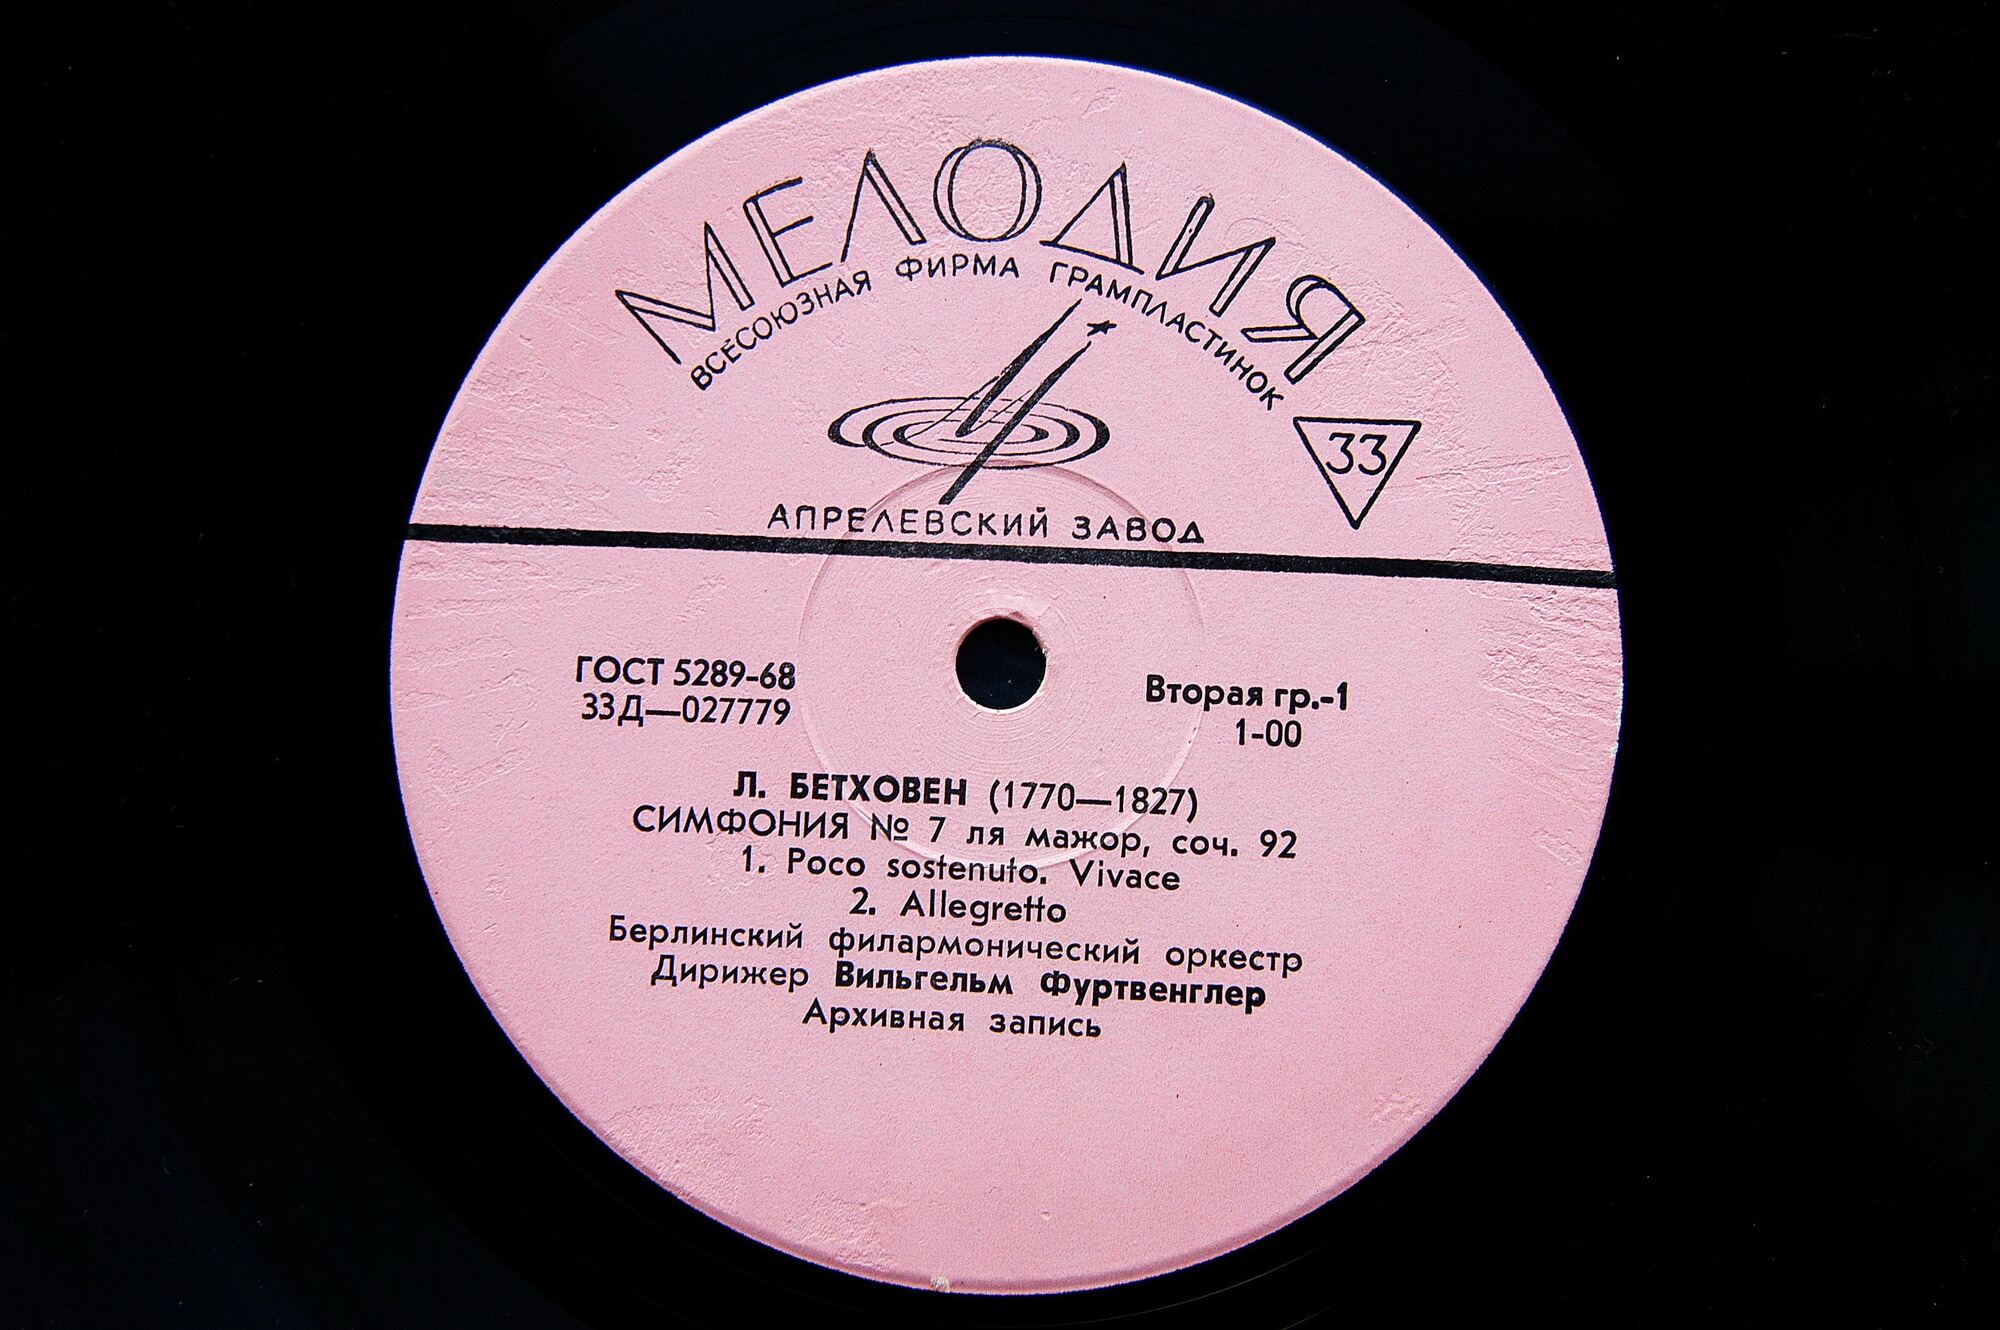 МЕЛОДИЯ
ВСЕСОЮЗНАЯ ФИРМА ГРАМПЛАСТИНОК
33
АПРЕЛЕВСКИЙ ЗАВОД
ГОСТ 5289-68
33Д—027779
Вторая гр.-1
1-00
Л. БЕТХОВЕН (1770—1827)
СИМФОНИЯ № 7 ля мажор, соч. 92
1. Poco sostenuto. Vivace
2. Allegretto
Берлинский филармонический оркестр
Дирижер Вильгельм Фуртвенглер
Архивная запись